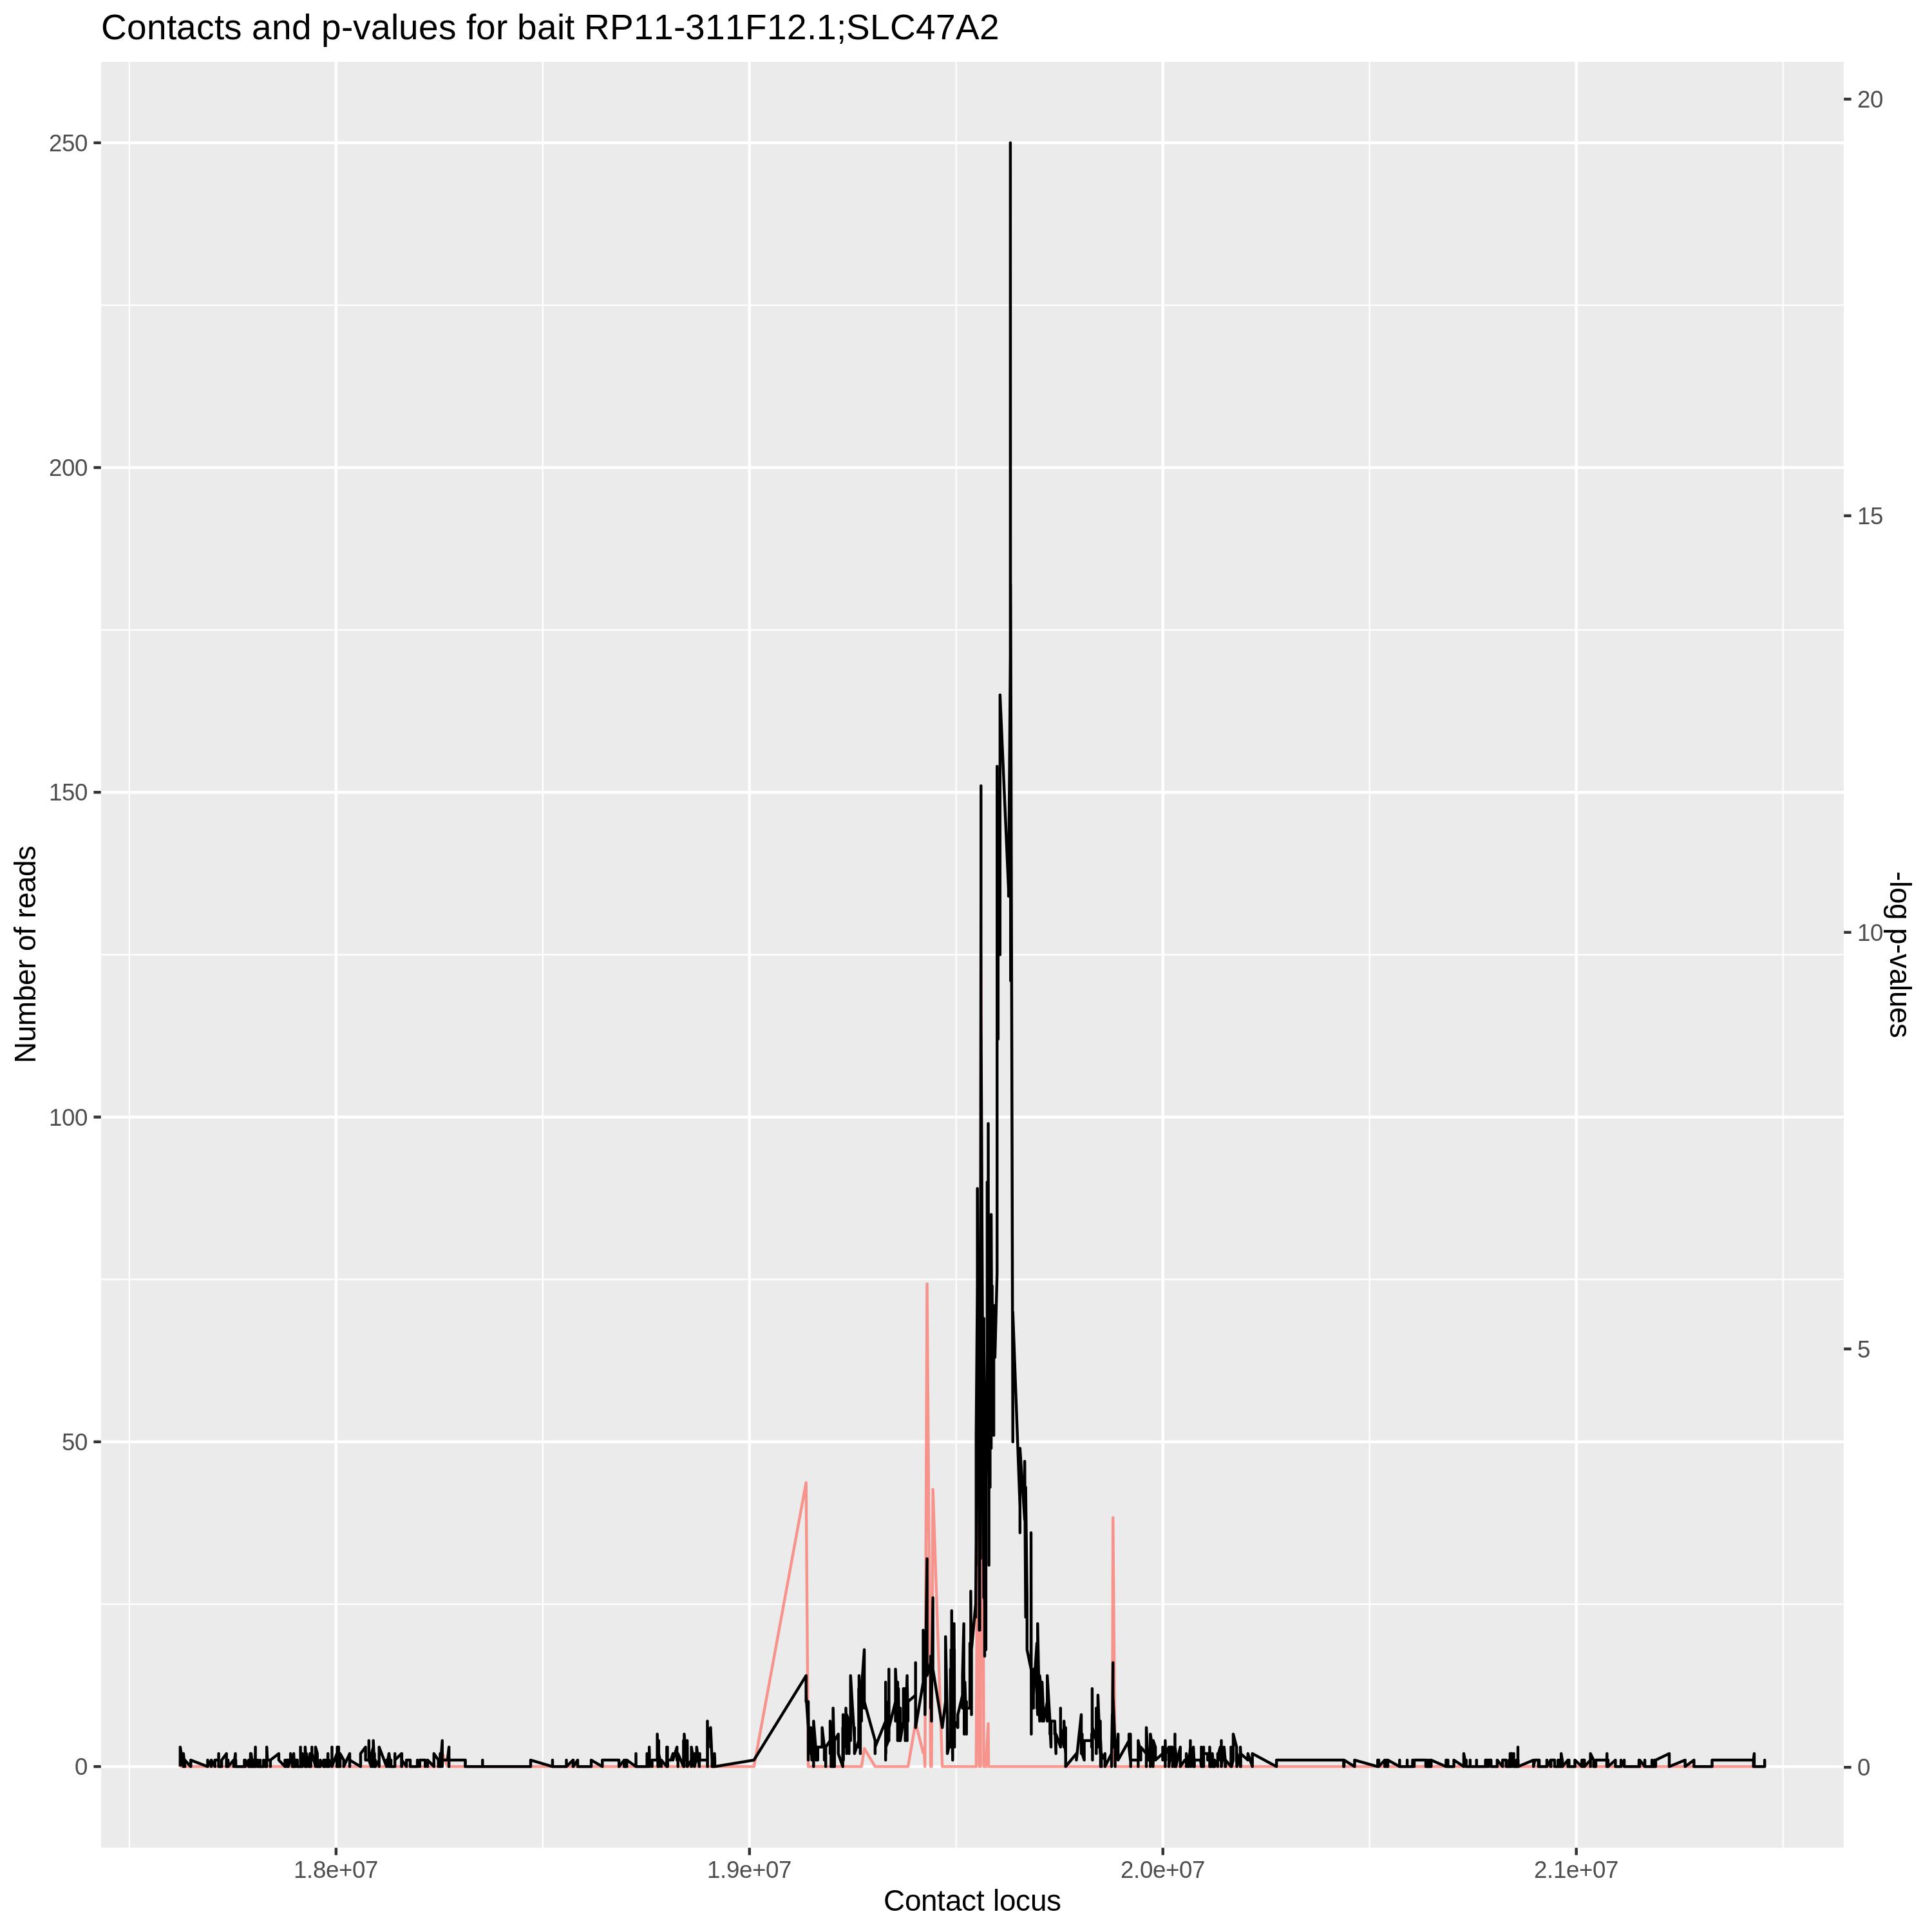 Contacts and p-values for bait RP11-311F12.1;SLC47A2
250
200
150
100
50
0
Number of reads
20
15
10
5
0
-log p-values
1.8e+07
1.9e+07
2.0e+07
2.1e+07
Contact locus